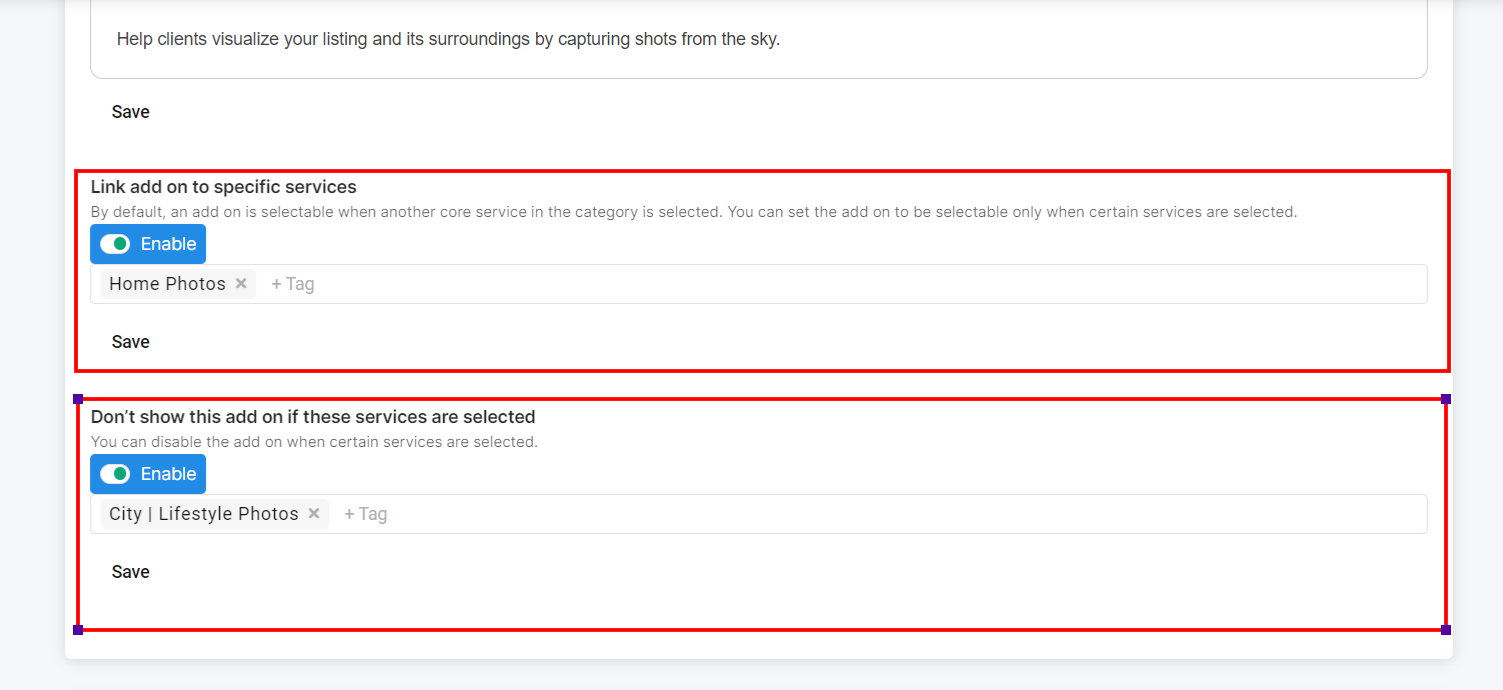 Help clients visualize your listing and its surroundings by capturing shots from the sky.
Save
Link add on to specific services
By default, an add on is selectable when another core service in the category is selected. You can set the add on to be selectable only when certain services are selected.
Enable
Home Photos × + Tag
Save
Don’t show this add on if these services are selected
You can disable the add on when certain services are selected.
Enable
City | Lifestyle Photos × + Tag
Save